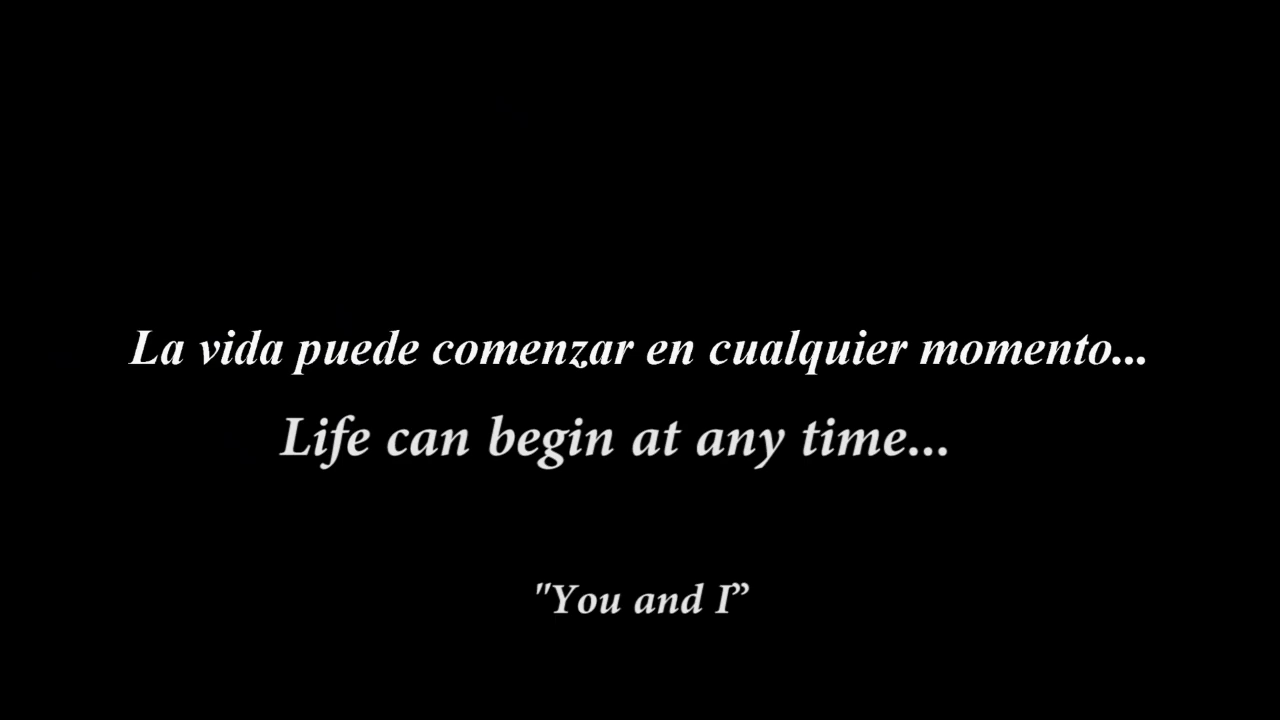 La vida puede comenzar en cualquier momento...
Life can begin at any time...
"You and I”